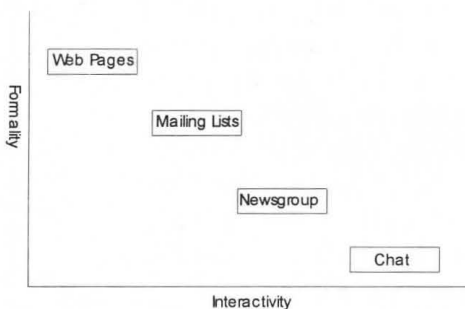 Web Pages
Mailing Lists
Formality
Newsgroup
Chat
Interactivity